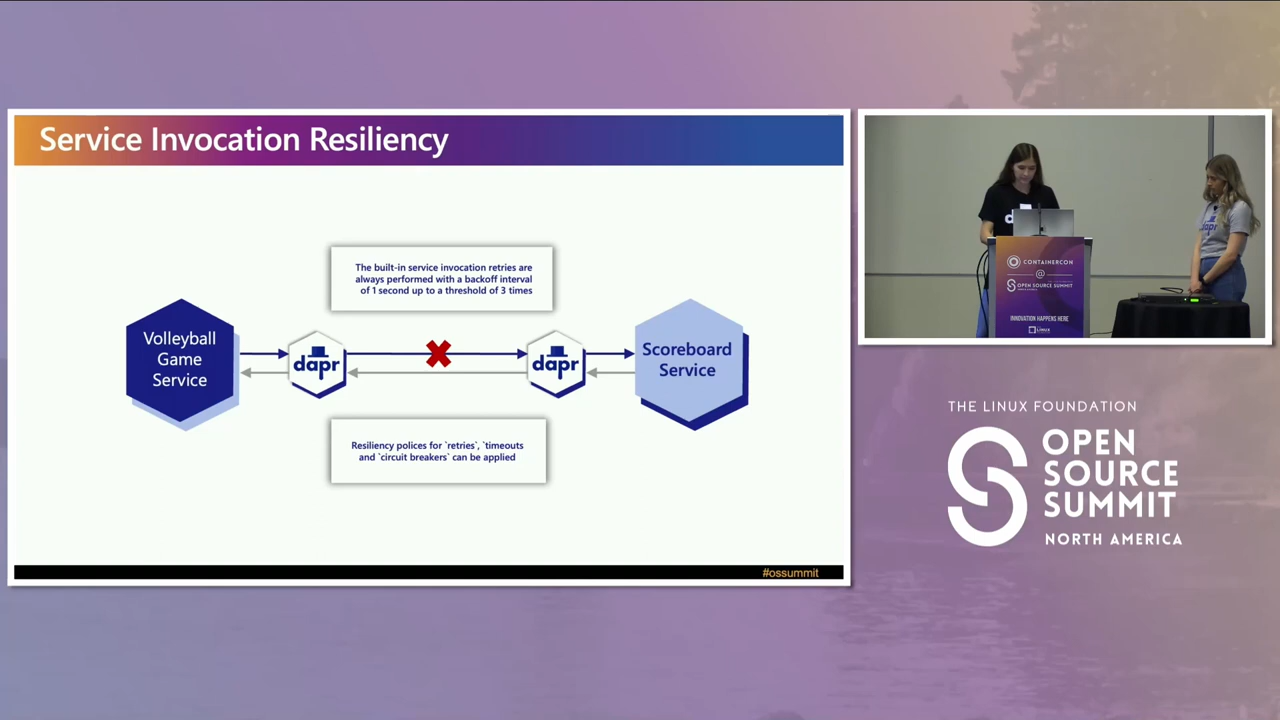 Service Invocation Resiliency
The built-in service invocation retries are
always performed with a backoff interval
of 1 second up to a threshold of 3 times
Volleyball
Game
Service
dapr
dapr
Scoreboard
Service
Resiliency polices for `retries`, `timeouts
and `circuit breakers` can be applied
#ossummit
dapr
CONTAINERCON
@
OPEN SOURCE SUMMIT
INNOVATION HAPPENS HERE
LINUX
THE LINUX FOUNDATION
OPEN
SOURCE
SUMMIT
NORTH AMERICA